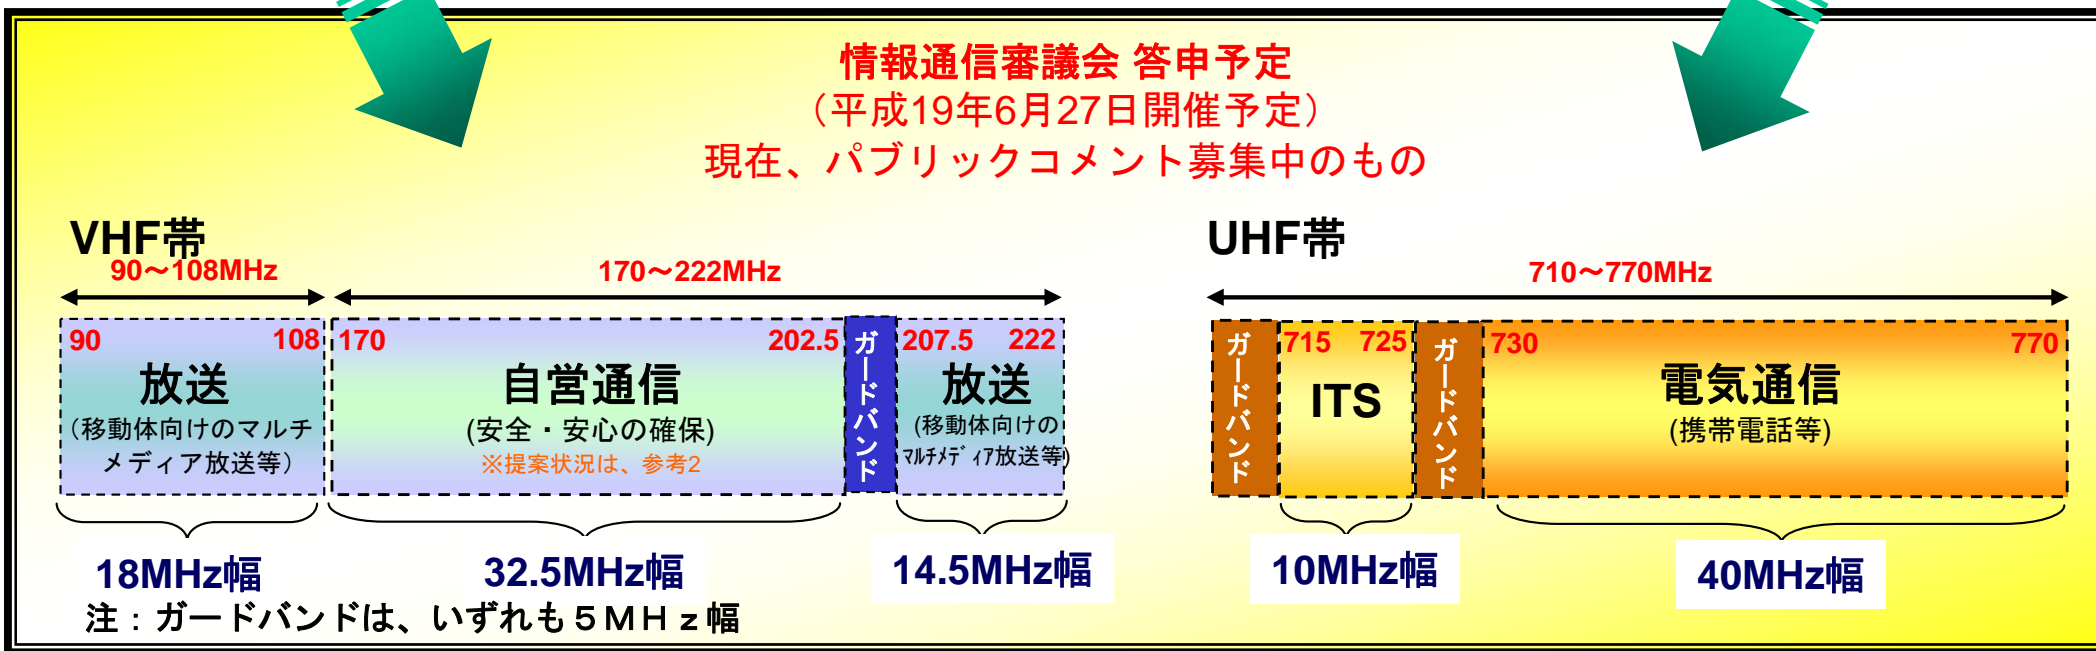 情報通信審議会 答申予定
（平成19年6月27日開催予定）
現在、パブリックコメント募集中のもの
VHF帯
90～108MHz
170～222MHz
90 108
放送
（移動体向けのマルチ
メディア放送等）
170 202.5
自営通信
(安全・安心の確保)
※提案状況は、参考2
ガードバンド
207.5 222
放送
(移動体向けの
ﾏﾙﾁﾒﾃﾞｨｱ放送等)
18MHz幅
32.5MHz幅
14.5MHz幅
注：ガードバンドは、いずれも５ＭＨｚ幅
UHF帯
710～770MHz
ガードバンド
715 725
ITS
ガードバンド
730 770
電気通信
(携帯電話等)
10MHz幅
40MHz幅